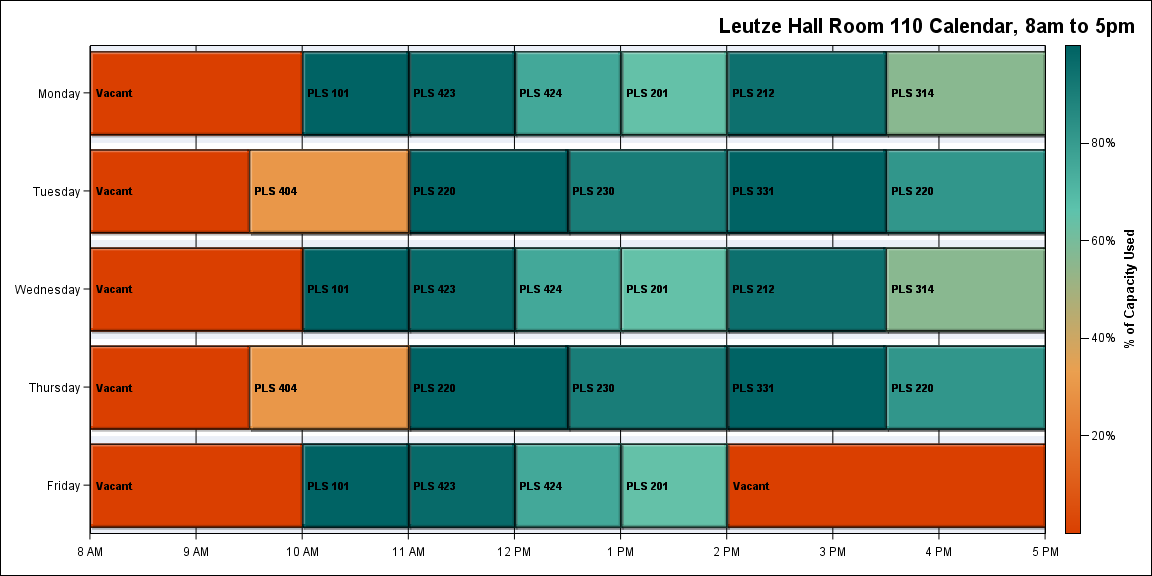 Leutze Hall Room 110 Calendar, 8am to 5pm
Monday
Vacant
PLS 101
PLS 423
PLS 424
PLS 201
PLS 212
PLS 314
Tuesday
Vacant
PLS 404
PLS 220
PLS 230
PLS 331
PLS 220
Wednesday
Vacant
PLS 101
PLS 423
PLS 424
PLS 201
PLS 212
PLS 314
Thursday
Vacant
PLS 404
PLS 220
PLS 230
PLS 331
PLS 220
Friday
Vacant
PLS 101
PLS 423
PLS 424
PLS 201
Vacant
8 AM
9 AM
10 AM
11 AM
12 PM
1 PM
2 PM
3 PM
4 PM
5 PM
80%
60%
40%
20%
% of Capacity Used